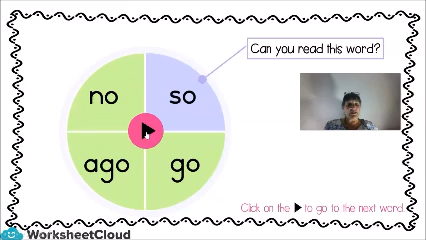 Can you read this word?
no
so
ago
go
Click on the ▶ to go to the next word.
WorksheetCloud